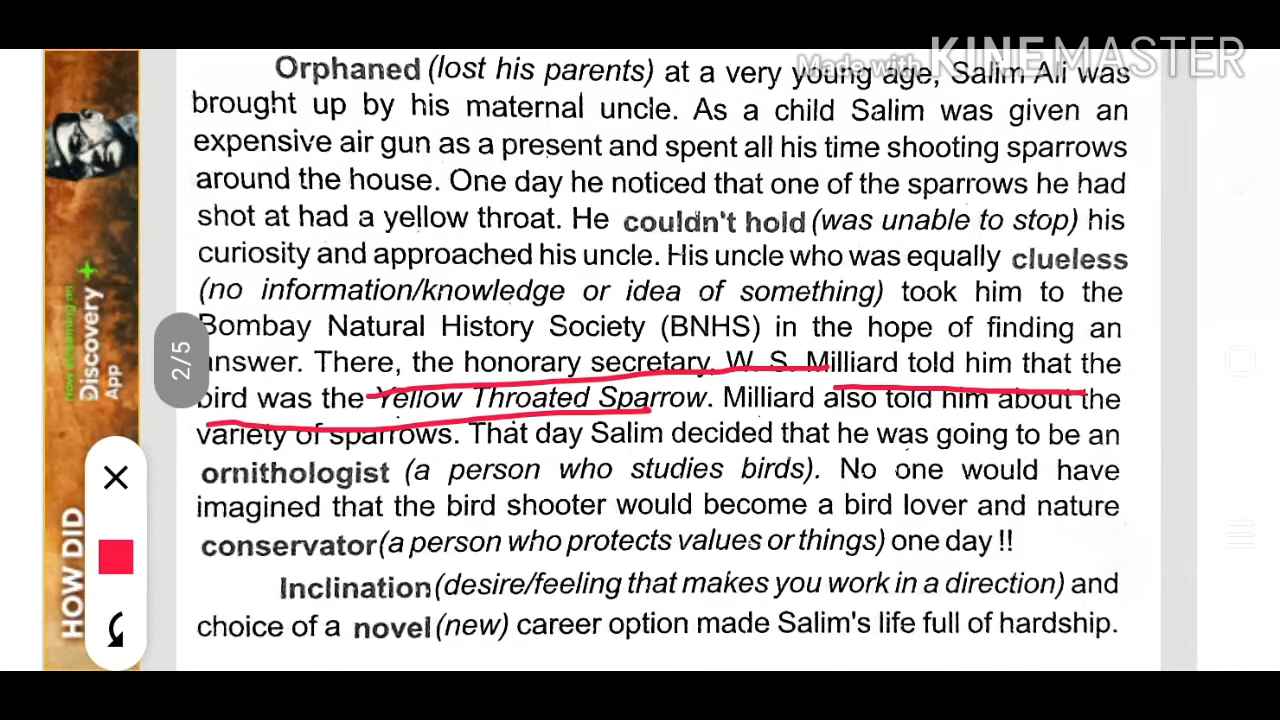 Made with KINEMASTER
Orphaned (lost his parents) at a very young age, Salim Ali was
brought up by his maternal uncle. As a child Salim was given an
expensive air gun as a present and spent all his time shooting sparrows
around the house. One day he noticed that one of the sparrows he had
shot at had a yellow throat. He couldn't hold (was unable to stop) his
curiosity and approached his uncle. His uncle who was equally clueless
(no information/knowledge or idea of something) took him to the
Bombay Natural History Society (BNHS) in the hope of finding an
answer. There, the honorary secretary, W. S. Milliard told him that the
bird was the Yellow Throated Sparrow. Milliard also told him about the
variety of sparrows. That day Salim decided that he was going to be an
ornithologist (a person who studies birds). No one would have
imagined that the bird shooter would become a bird lover and nature
conservator(a person who protects values or things) one day !!
Inclination(desire/feeling that makes you work in a direction) and
choice of a novel (new) career option made Salim's life full of hardship.
2/5
Now streaming on
Discovery +
App
HOW DID